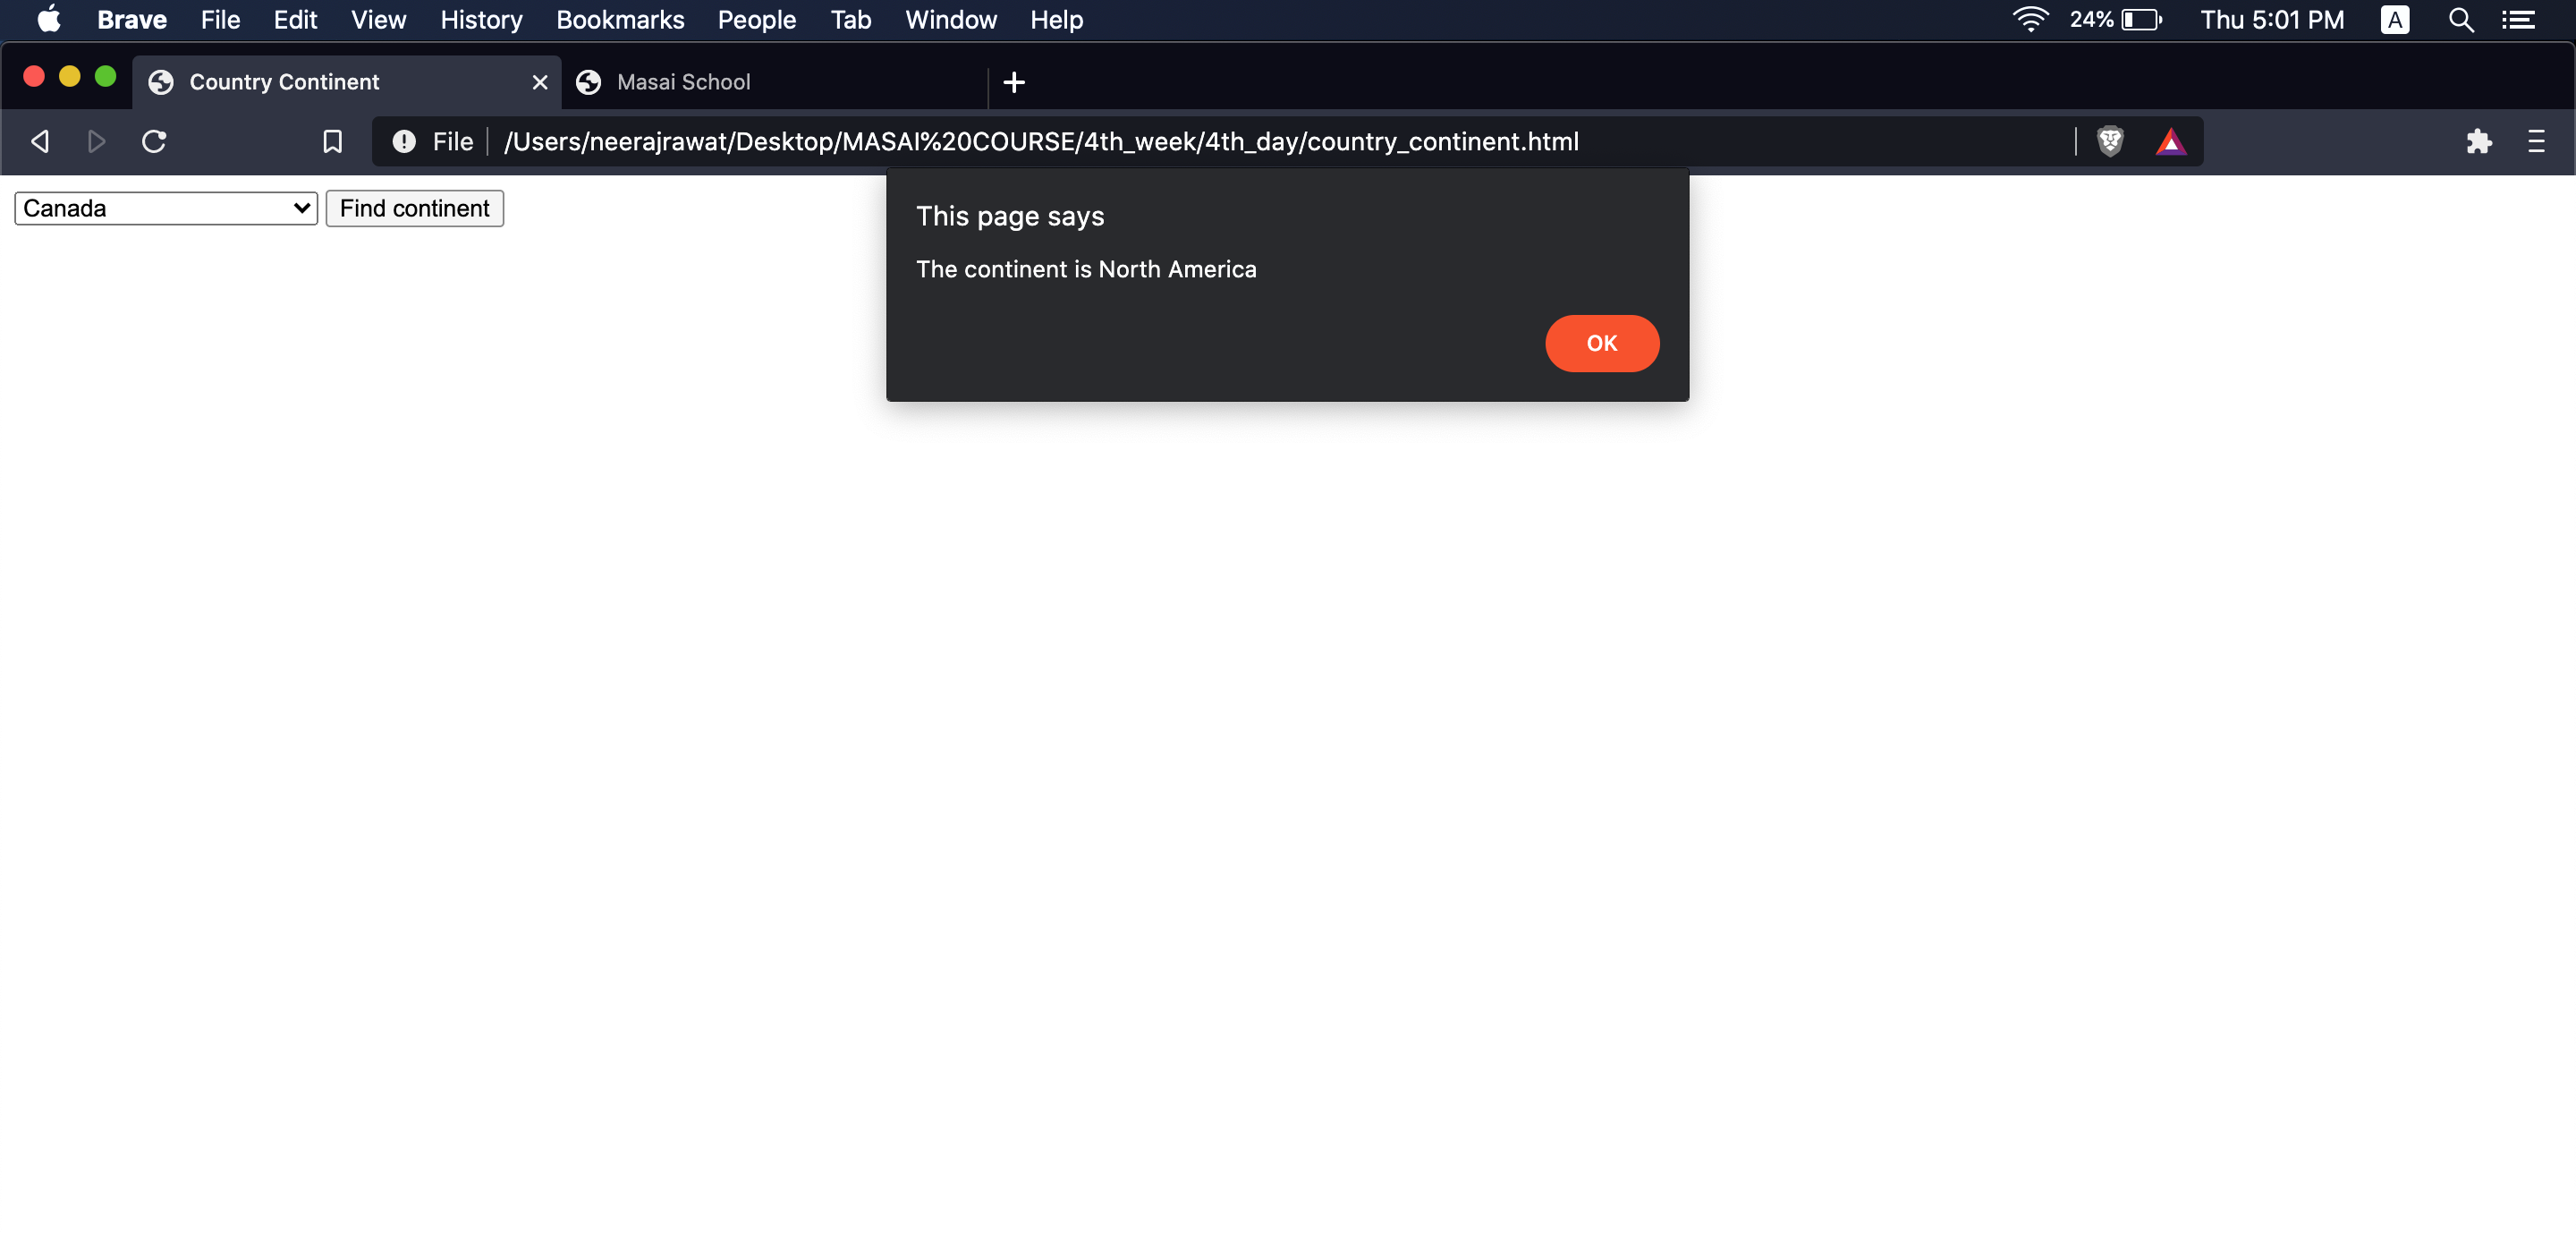 Brave File Edit View History Bookmarks People Tab Window Help 24% Thu 5:01 PM A
Country Continent Masai School
File /Users/neerajrawat/Desktop/MASAI%20COURSE/4th_week/4th_day/country_continent.html
Canada Find continent
This page says
The continent is North America
OK